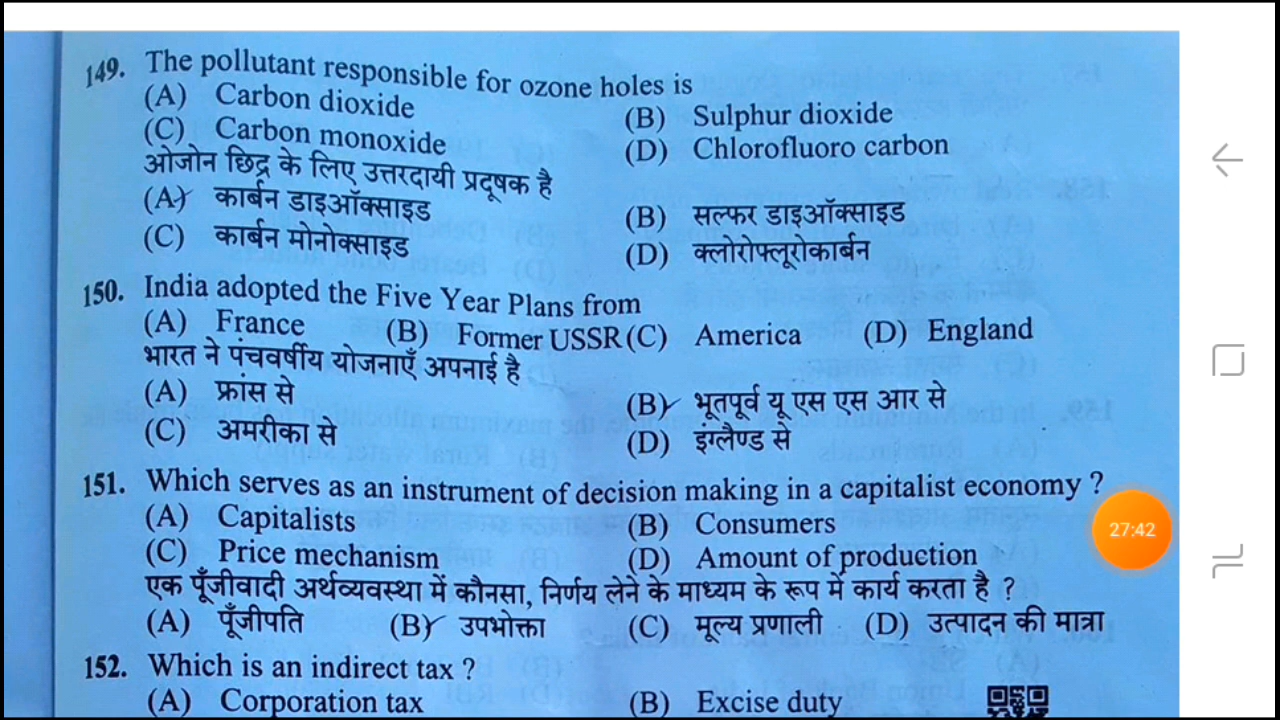 149. The pollutant responsible for ozone holes is
(A) Carbon dioxide (B) Sulphur dioxide
(C) Carbon monoxide (D) Chlorofluoro carbon
ओजोन छिद्र के लिए उत्तरदायी प्रदूषक है
(A) कार्बन डाइऑक्साइड (B) सल्फर डाइऑक्साइड
(C) कार्बन मोनोक्साइड (D) क्लोरोफ्लूरोकार्बन
150. India adopted the Five Year Plans from
(A) France (B) Former USSR (C) America (D) England
भारत ने पंचवर्षीय योजनाएँ अपनाई है
(A) फ्रांस से (B) भूतपूर्व यू एस एस आर से
(C) अमरीका से (D) इंग्लैण्ड से
151. Which serves as an instrument of decision making in a capitalist economy ?
(A) Capitalists (B) Consumers
(C) Price mechanism (D) Amount of production
एक पूँजीवादी अर्थव्यवस्था में कौनसा, निर्णय लेने के माध्यम के रूप में कार्य करता है ?
(A) पूँजीपति (B) उपभोक्ता (C) मूल्य प्रणाली (D) उत्पादन की मात्रा
152. Which is an indirect tax ?
(A) Corporation tax (B) Excise duty
27:42